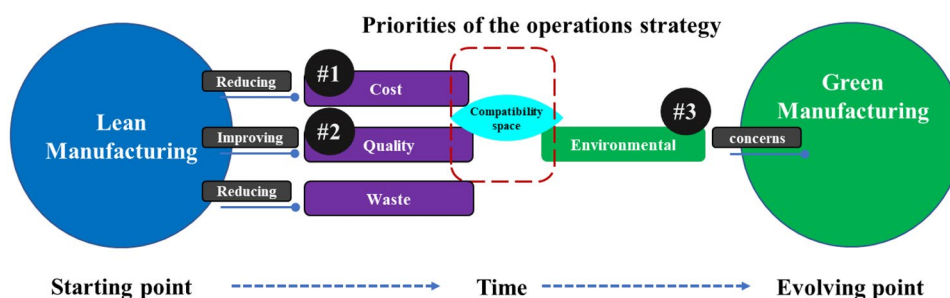 Priorities of the operations strategy
Lean
Manufacturing
Reducing
#1
Cost
Improving
#2
Quality
Reducing
Waste
Compatibility
space
#3
Environmental
concerns
Green
Manufacturing
Starting point
Time
Evolving point